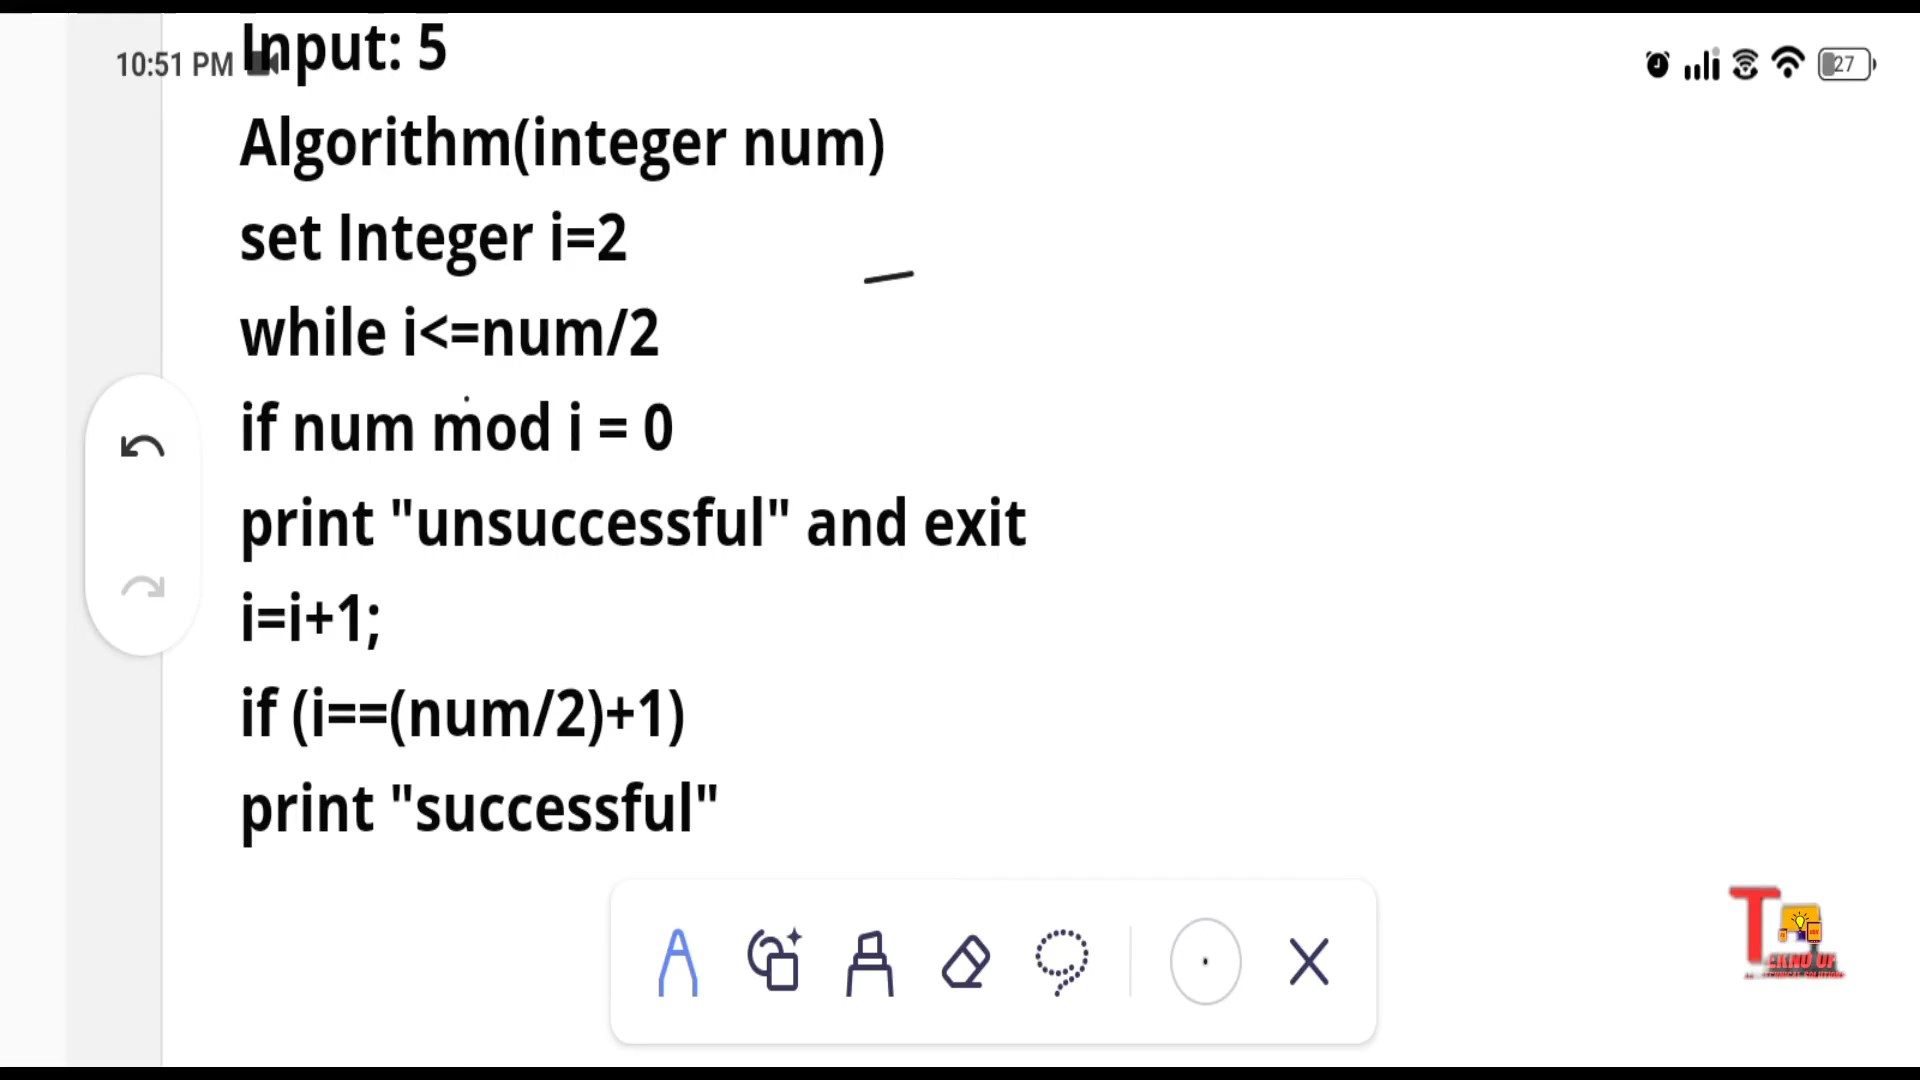 Input: 5
10:51 PM
27
Algorithm(integer num)
set Integer i=2
while i<=num/2
if num mod i = 0
print "unsuccessful" and exit
i=i+1;
if (i==(num/2)+1)
print "successful"